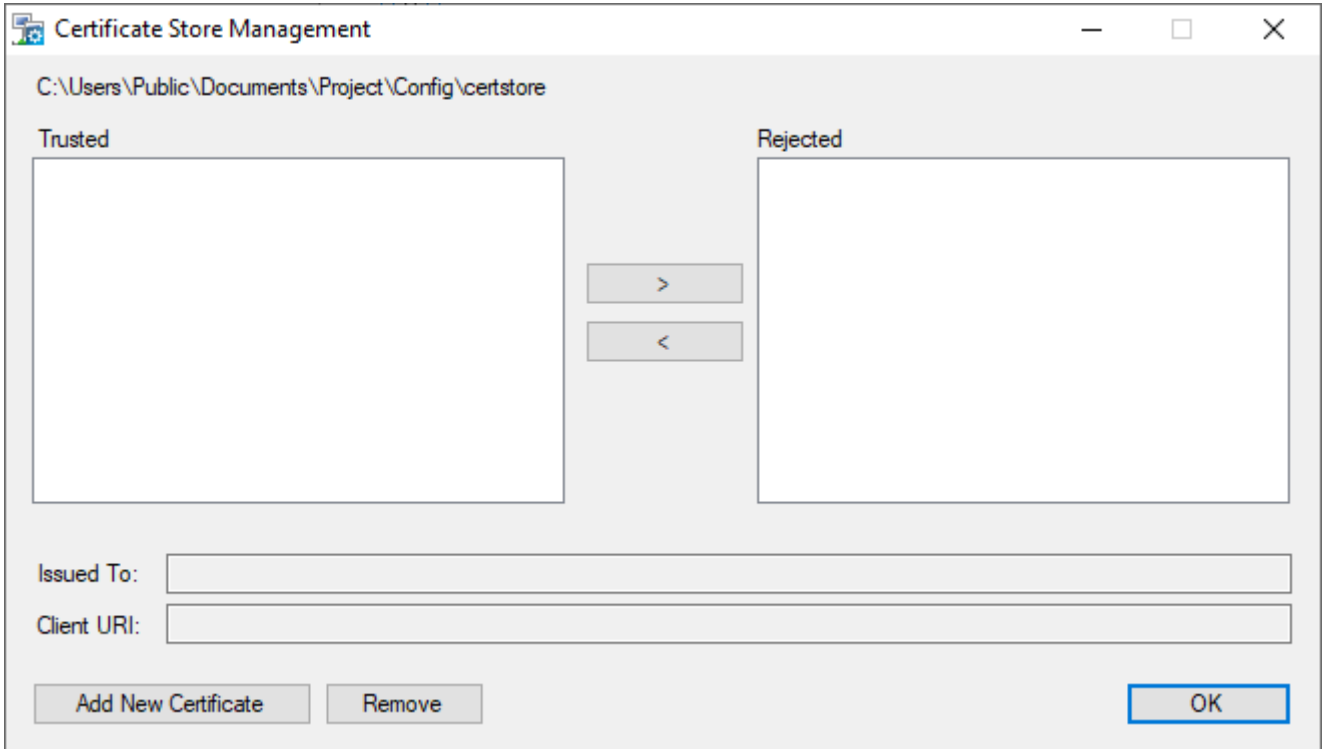 Certificate Store Management
C:\Users\Public\Documents\Project\Config\certstore
Trusted
Rejected
>
<
Issued To:
Client URI:
Add New Certificate
Remove
OK